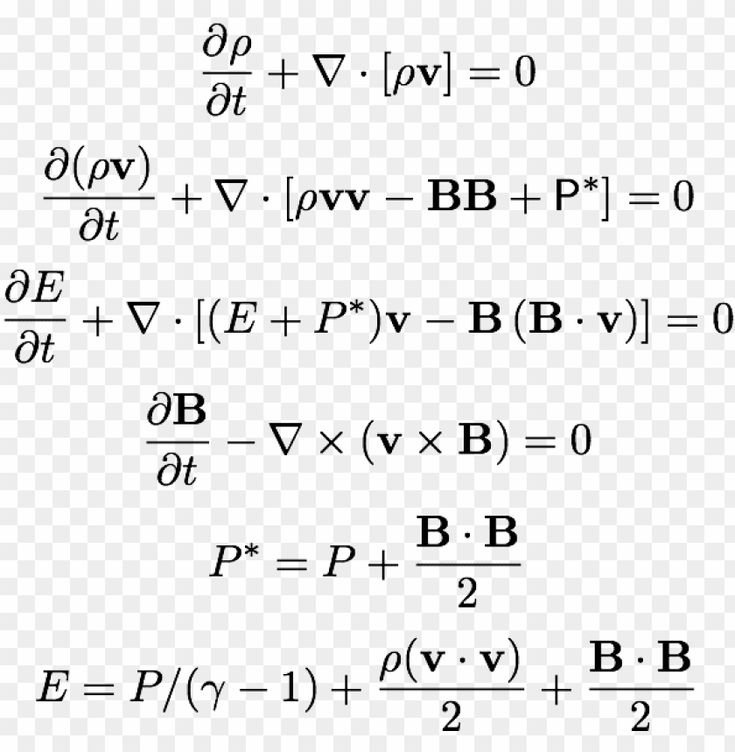 ∂ρ/∂t + ∇ · [ρv] = 0
∂(ρv)/∂t + ∇ · [ρvv − BB + P*] = 0
∂E/∂t + ∇ · [(E + P*)v − B (B · v)] = 0
∂B/∂t − ∇ × (v × B) = 0
P* = P + B · B/2
E = P/(γ − 1) + ρ(v · v)/2 + B · B/2